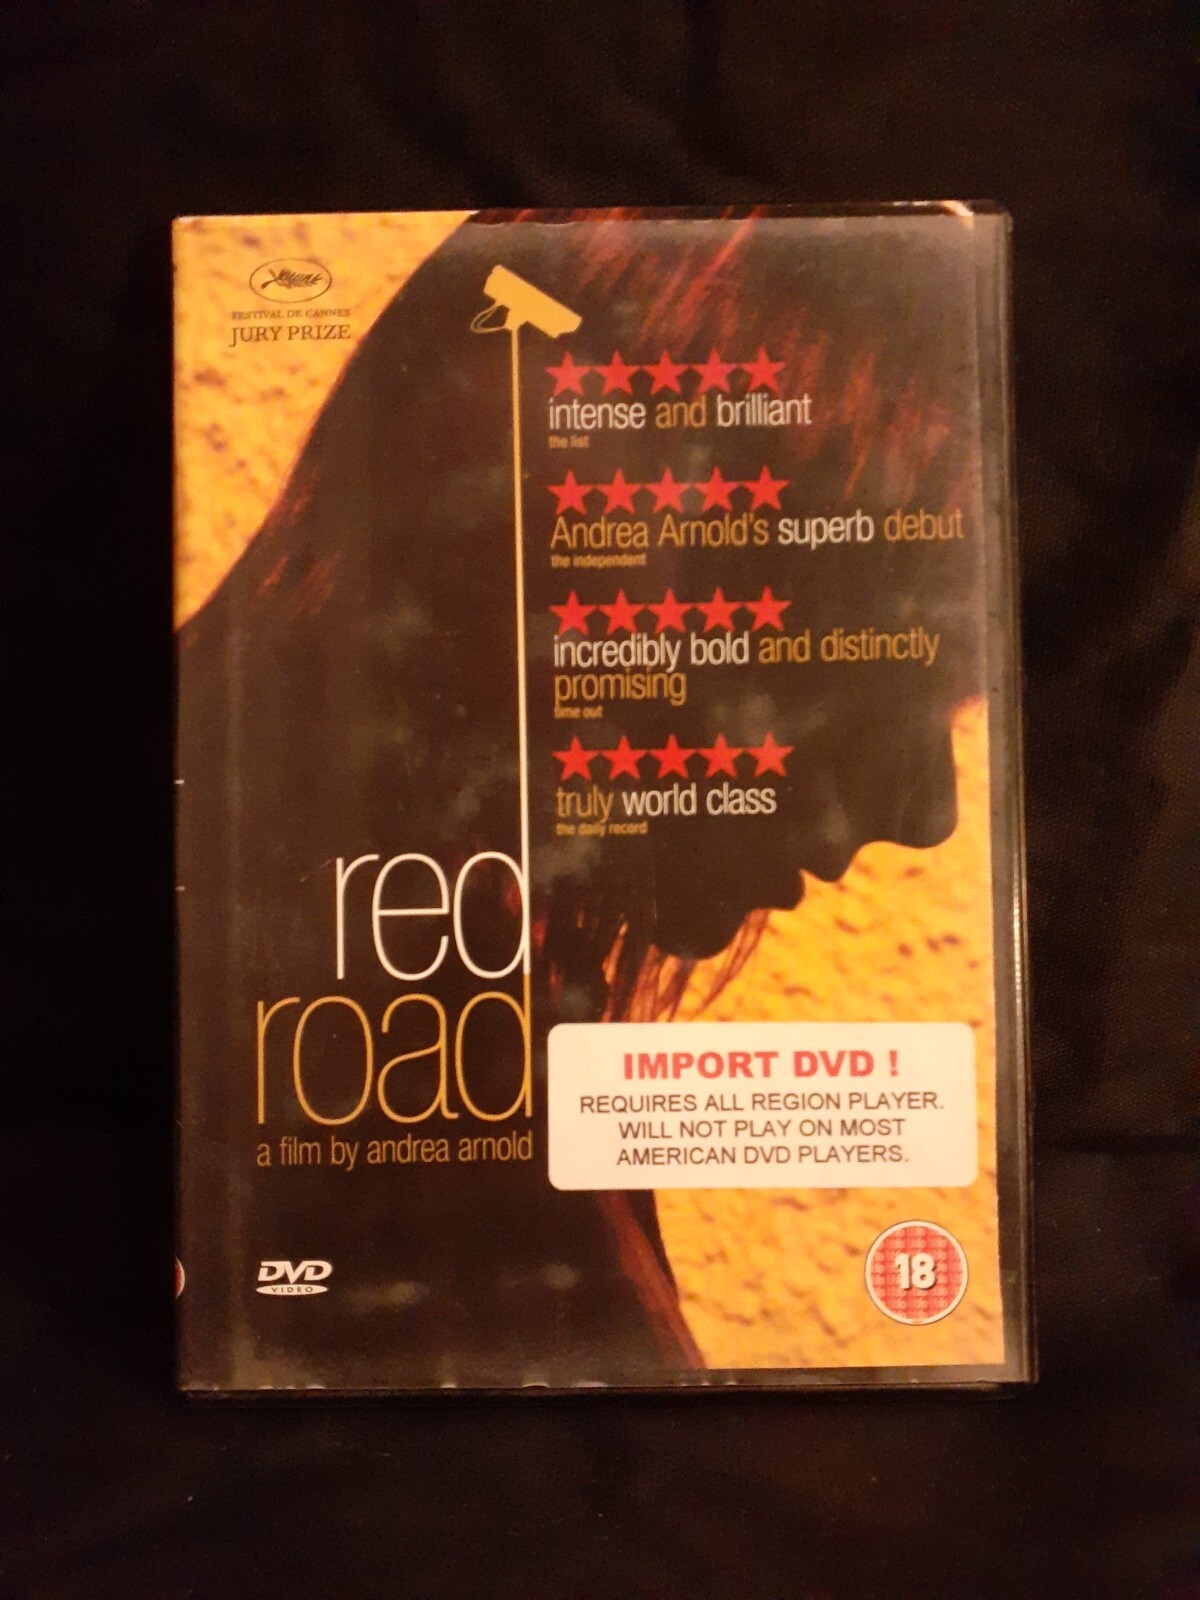 FESTIVAL DE CANNES
JURY PRIZE
intense and brilliant
the list
Andrea Arnold's superb debut
the independent
incredibly bold and distinctly
promising
time out
truly world class
the daily record
red
road
a film by andrea arnold
IMPORT DVD !
REQUIRES ALL REGION PLAYER.
WILL NOT PLAY ON MOST
AMERICAN DVD PLAYERS.
DVD
VIDEO
18